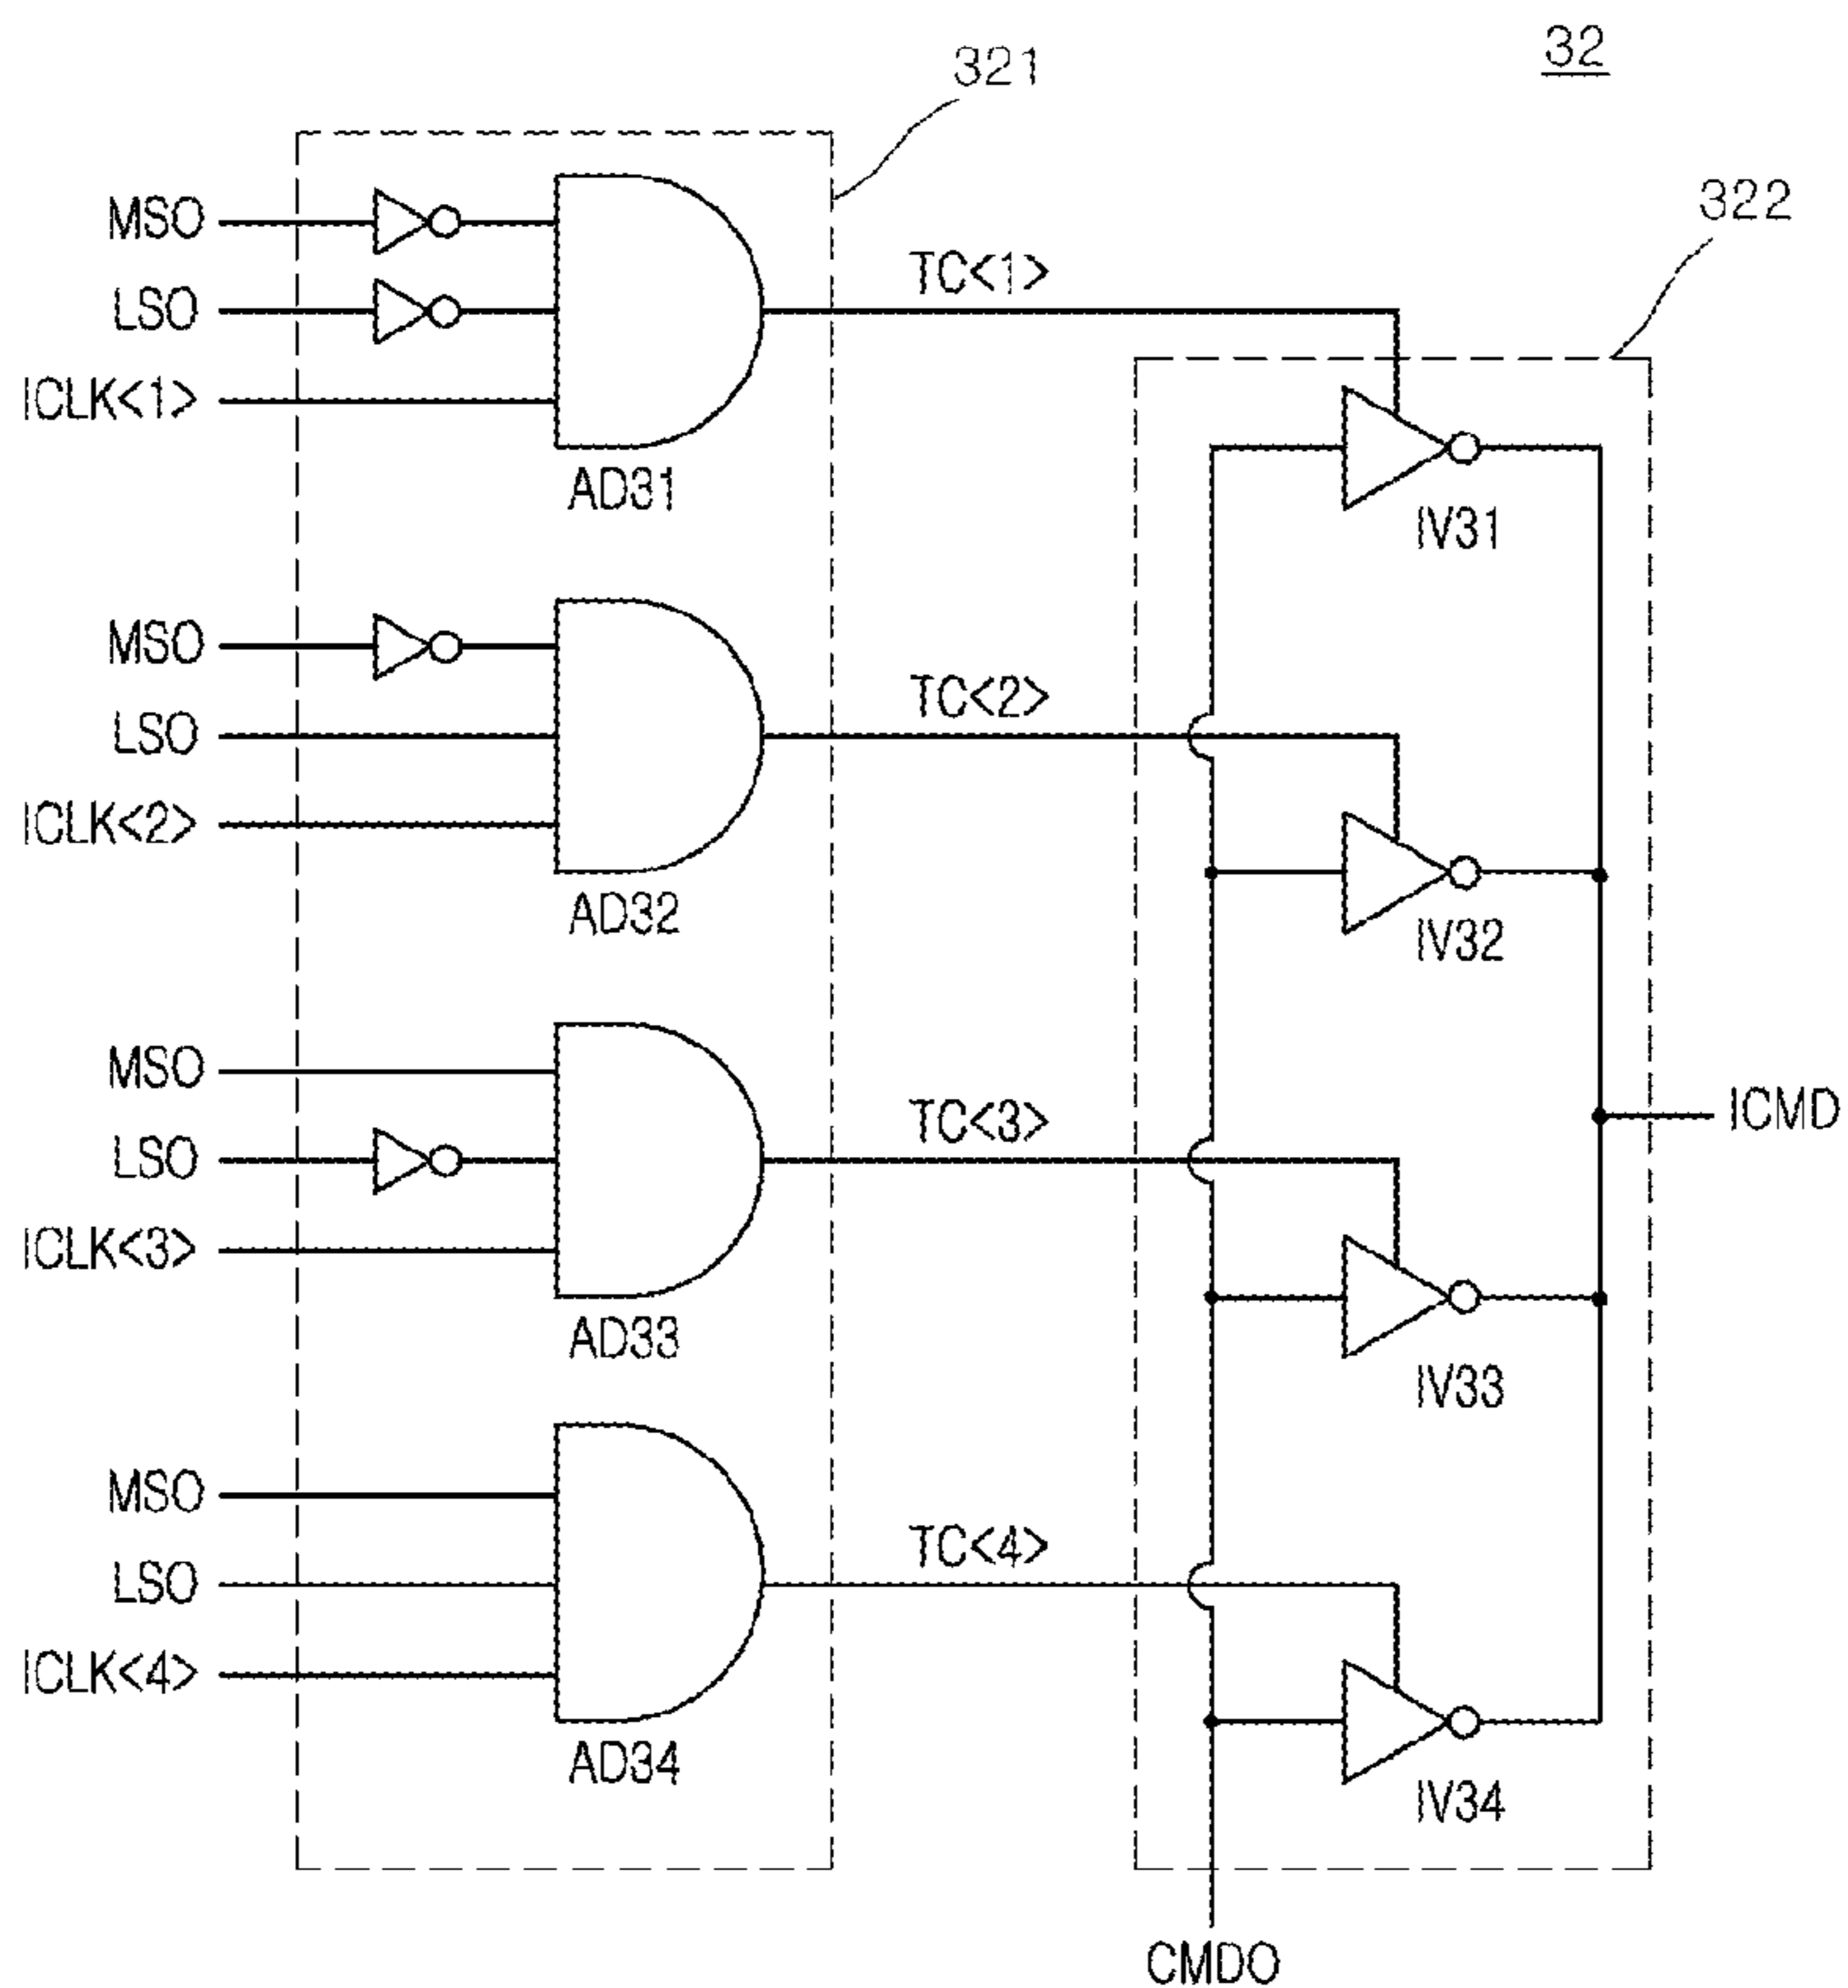 32
321
322
MSO
LSO
ICLK<1>
AD31
TC<1>
IV31
MSO
LSO
ICLK<2>
AD32
TC<2>
IV32
MSO
LSO
ICLK<3>
AD33
TC<3>
IV33
ICMD
MSO
LSO
ICLK<4>
AD34
TC<4>
IV34
CMDO